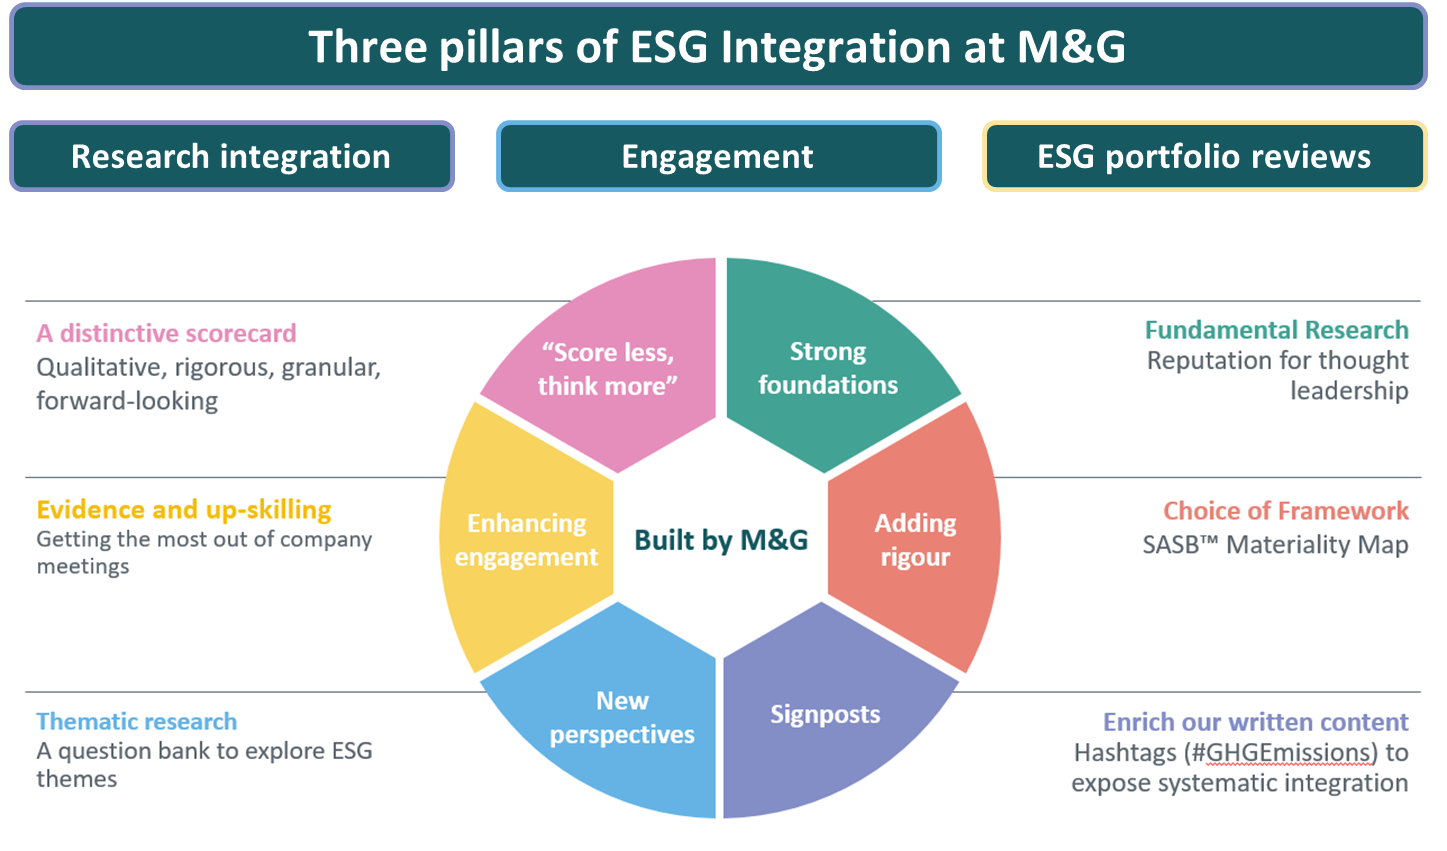 Three pillars of ESG Integration at M&G
Research integration
Engagement
ESG portfolio reviews
A distinctive scorecard
Qualitative, rigorous, granular,
forward-looking
Evidence and up-skilling
Getting the most out of company
meetings
Thematic research
A question bank to explore ESG
themes
“Score less,
think more”
Strong
foundations
Enhancing
engagement
Built by M&G
Adding
rigour
New
perspectives
Signposts
Fundamental Research
Reputation for thought
leadership
Choice of Framework
SASB™ Materiality Map
Enrich our written content
Hashtags (#GHGEmissions) to
expose systematic integration